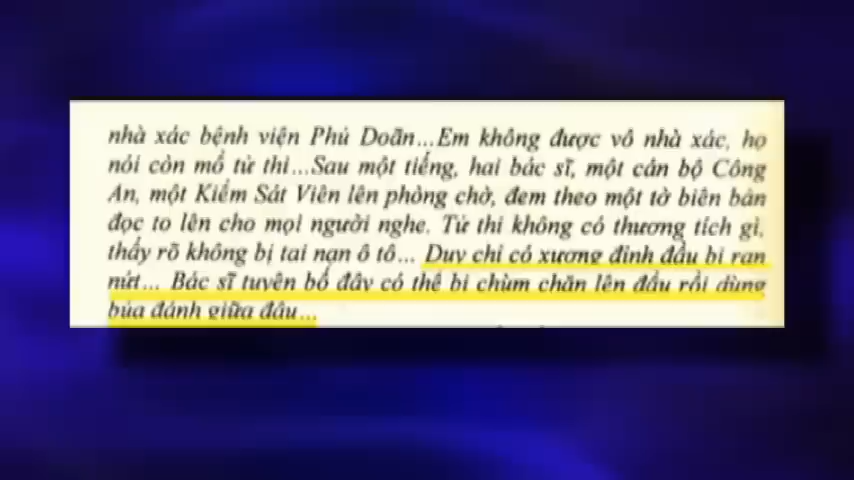 nhà xác bệnh viện Phủ Doãn...Em không được vô nhà xác, họ
nói còn mổ tử thi...Sau một tiếng, hai bác sĩ, một cán bộ Công
An, một Kiểm Sát Viên lên phòng chờ, đem theo một tờ biên bản
đọc to lên cho mọi người nghe. Tử thi không có thương tích gì,
thấy rõ không bị tai nạn ô tô... Duy chỉ có xương đỉnh đầu bị rạn
nứt... Bác sĩ tuyên bố đây có thể bị chùm chăn lên đầu rồi dùng
búa đánh giữa đầu...